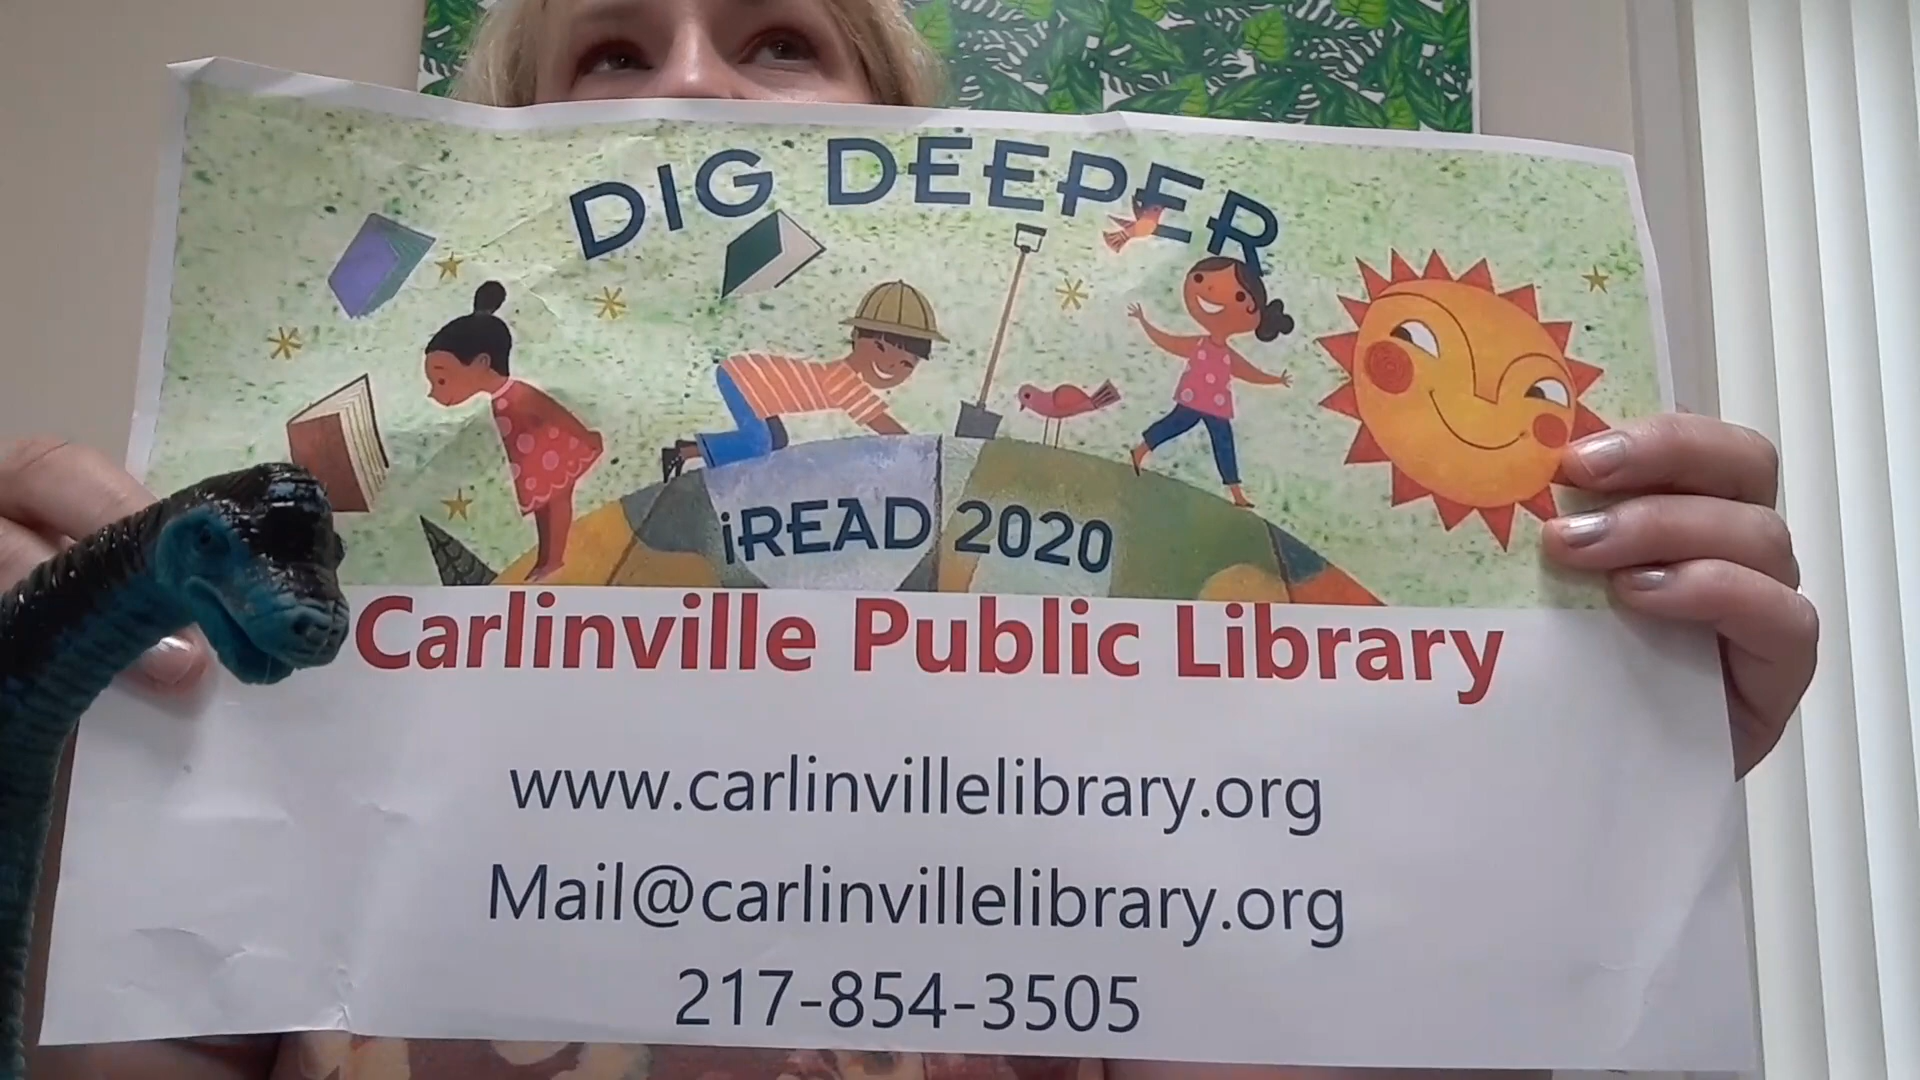 DIG DEEPER
iREAD 2020
Carlinville Public Library
www.carlinvillelibrary.org
Mail@carlinvillelibrary.org
217-854-3505